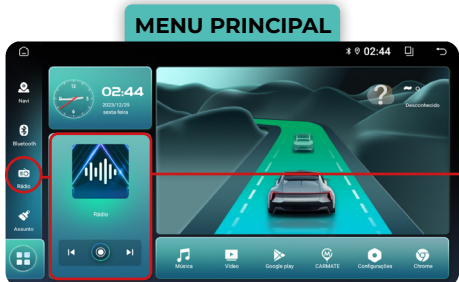 MENU PRINCIPAL
02:44
Navi
02:44
2023/12/29
sexta-feira
Desconhecido
Bluetooth
Rádio
Rádio
Assunto
Música
Vídeo
Google play
CARMATE
Configurações
Chrome